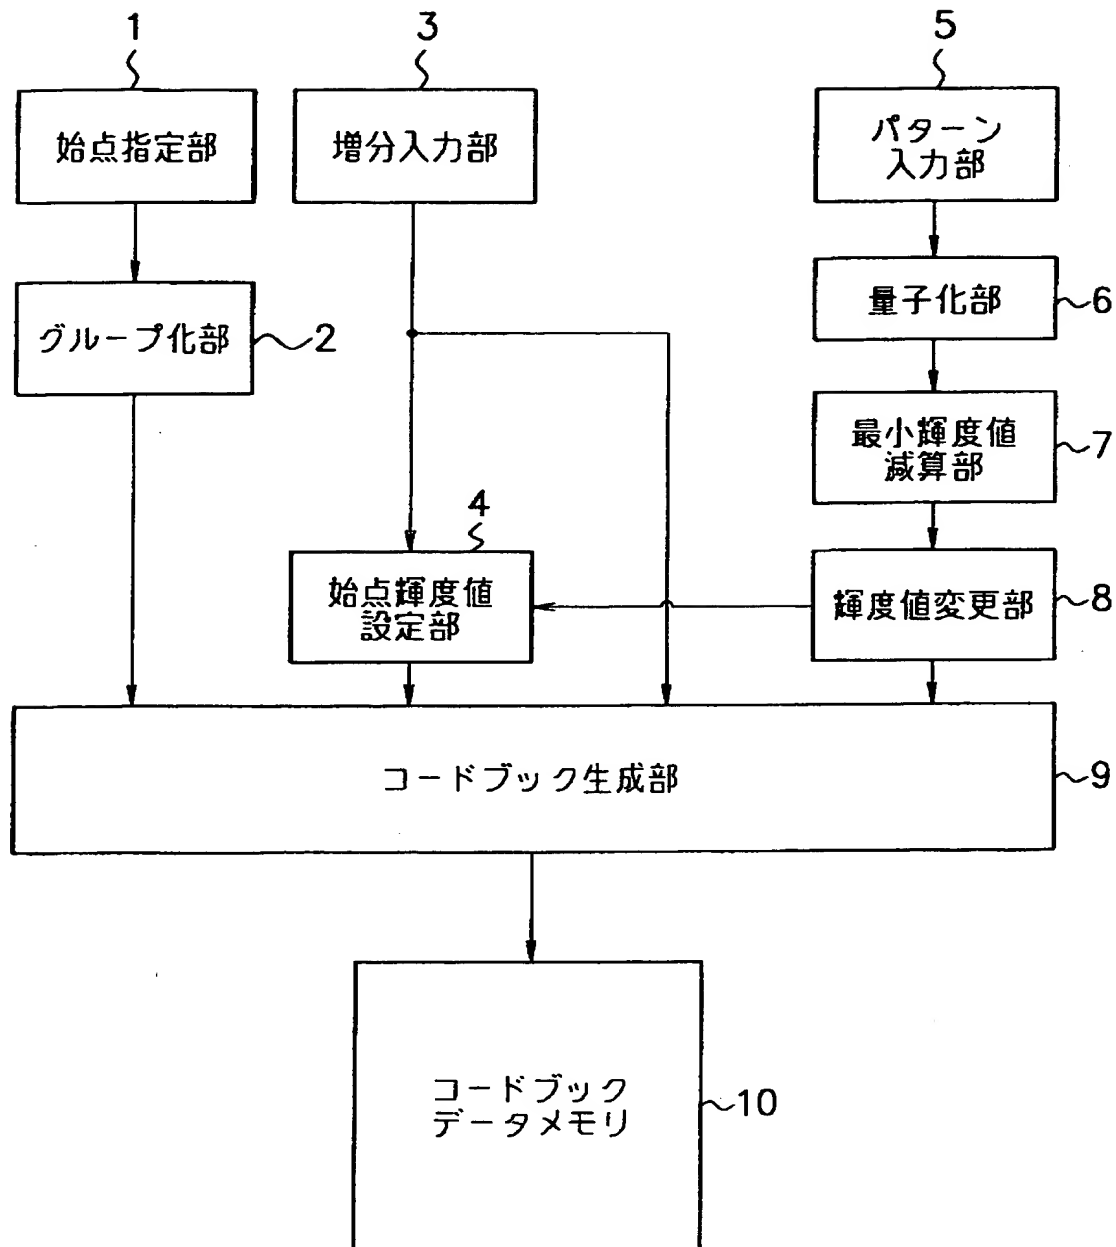 1
3
5
始点指定部
増分入力部
パターン
入力部
グループ化部
2
量子化部
6
最小輝度値
減算部
7
4
始点輝度値
設定部
輝度値変更部
8
コードブック生成部
9
コードブック
データメモリ
10